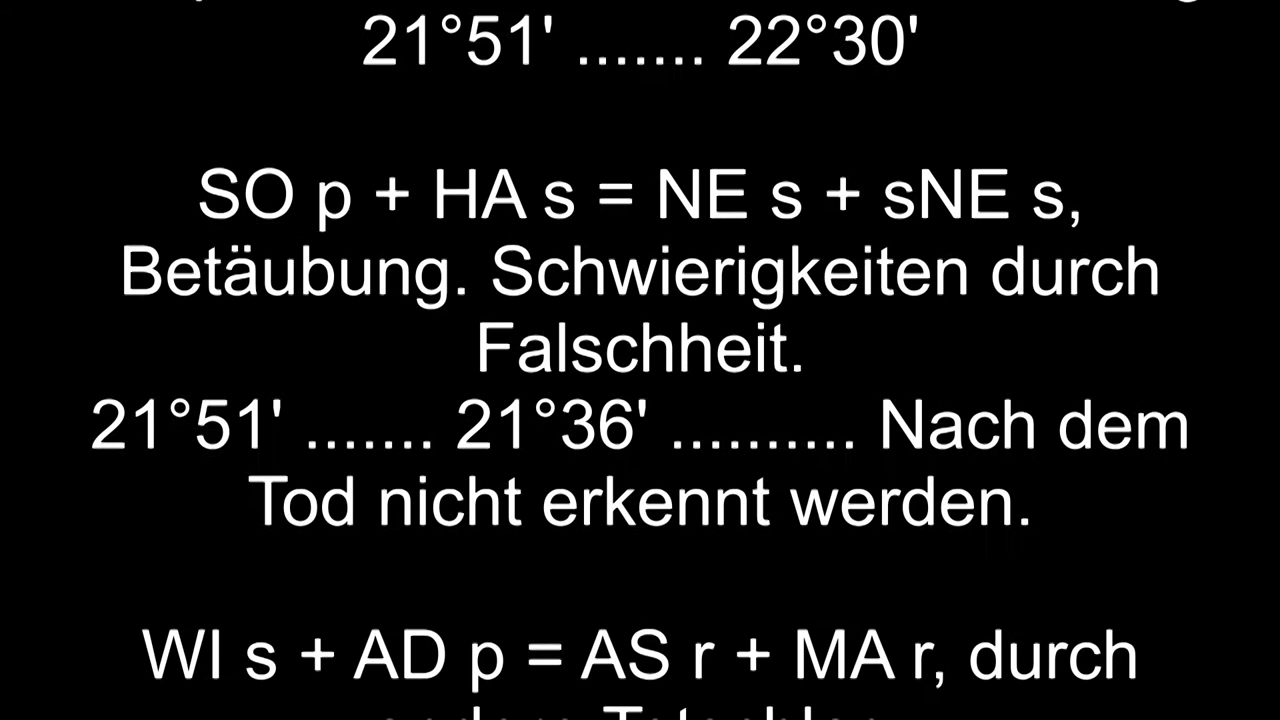 21°51' ....... 22°30'
SO p + HA s = NE s + sNE s,
Betäubung. Schwierigkeiten durch
Falschheit.
21°51' ....... 21°36' .......... Nach dem
Tod nicht erkennt werden.
WI s + AD p = AS r + MA r, durch